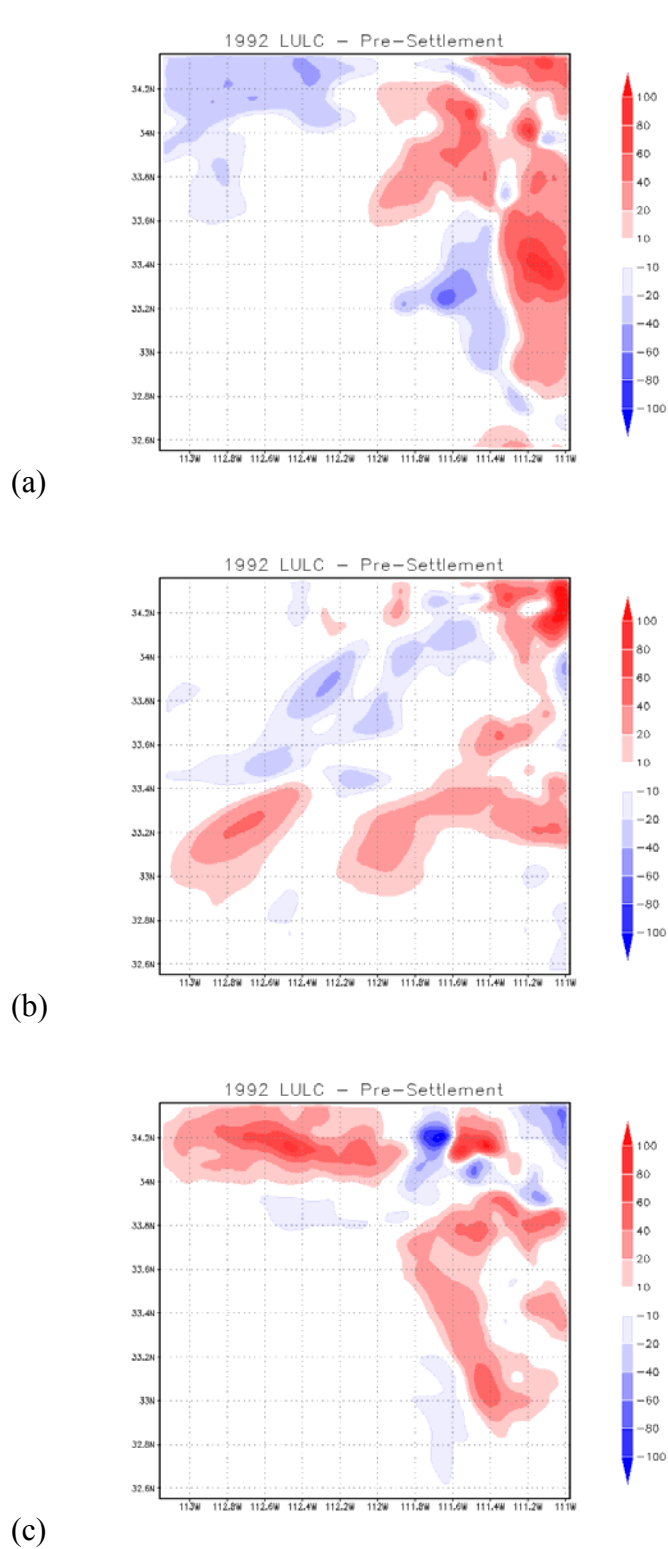 1992 LULC – Pre–Settlement
34.2N
34N
33.8N
33.6N
33.4N
33.2N
33N
32.8N
32.6N
113W 112.8W 112.6W 112.4W 112.2W 112W 111.8W 111.6W 111.4W 111.2W 111W
100
80
60
40
20
10
−10
−20
−40
−60
−80
−100
(a)
1992 LULC – Pre–Settlement
34.2N
34N
33.8N
33.6N
33.4N
33.2N
33N
32.8N
32.6N
113W 112.8W 112.6W 112.4W 112.2W 112W 111.8W 111.6W 111.4W 111.2W 111W
100
80
60
40
20
10
−10
−20
−40
−60
−80
−100
(b)
1992 LULC – Pre–Settlement
34.2N
34N
33.8N
33.6N
33.4N
33.2N
33N
32.8N
32.6N
113W 112.8W 112.6W 112.4W 112.2W 112W 111.8W 111.6W 111.4W 111.2W 111W
100
80
60
40
20
10
−10
−20
−40
−60
−80
−100
(c)